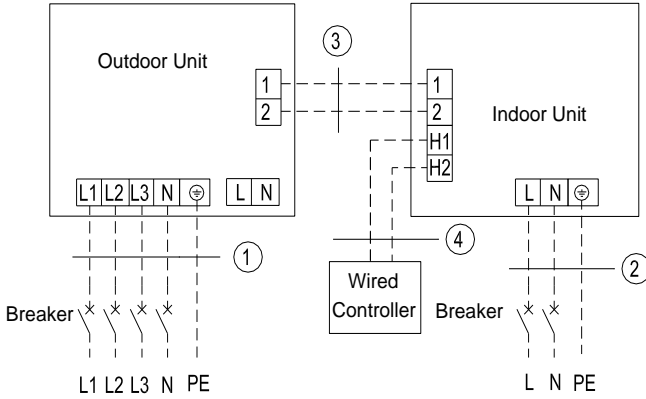 Outdoor Unit
1
2
L1 L2 L3 N
L N
3
1
2
H1
H2
Indoor Unit
L N
1
4
2
Wired
Controller
Breaker
Breaker
L1 L2 L3 N PE
L N PE